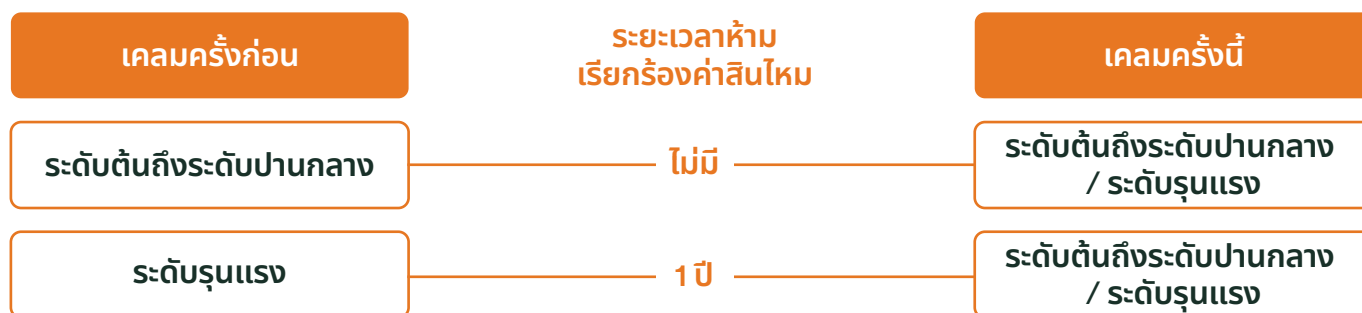 เคลมครั้งก่อน
ระยะเวลาห้าม
เรียกร้องค่าสินไหม
เคลมครั้งนี้
ระดับต้นถึงระดับปานกลาง
ไม่มี
ระดับต้นถึงระดับปานกลาง
/ ระดับรุนแรง
ระดับรุนแรง
1 ปี
ระดับต้นถึงระดับปานกลาง
/ ระดับรุนแรง